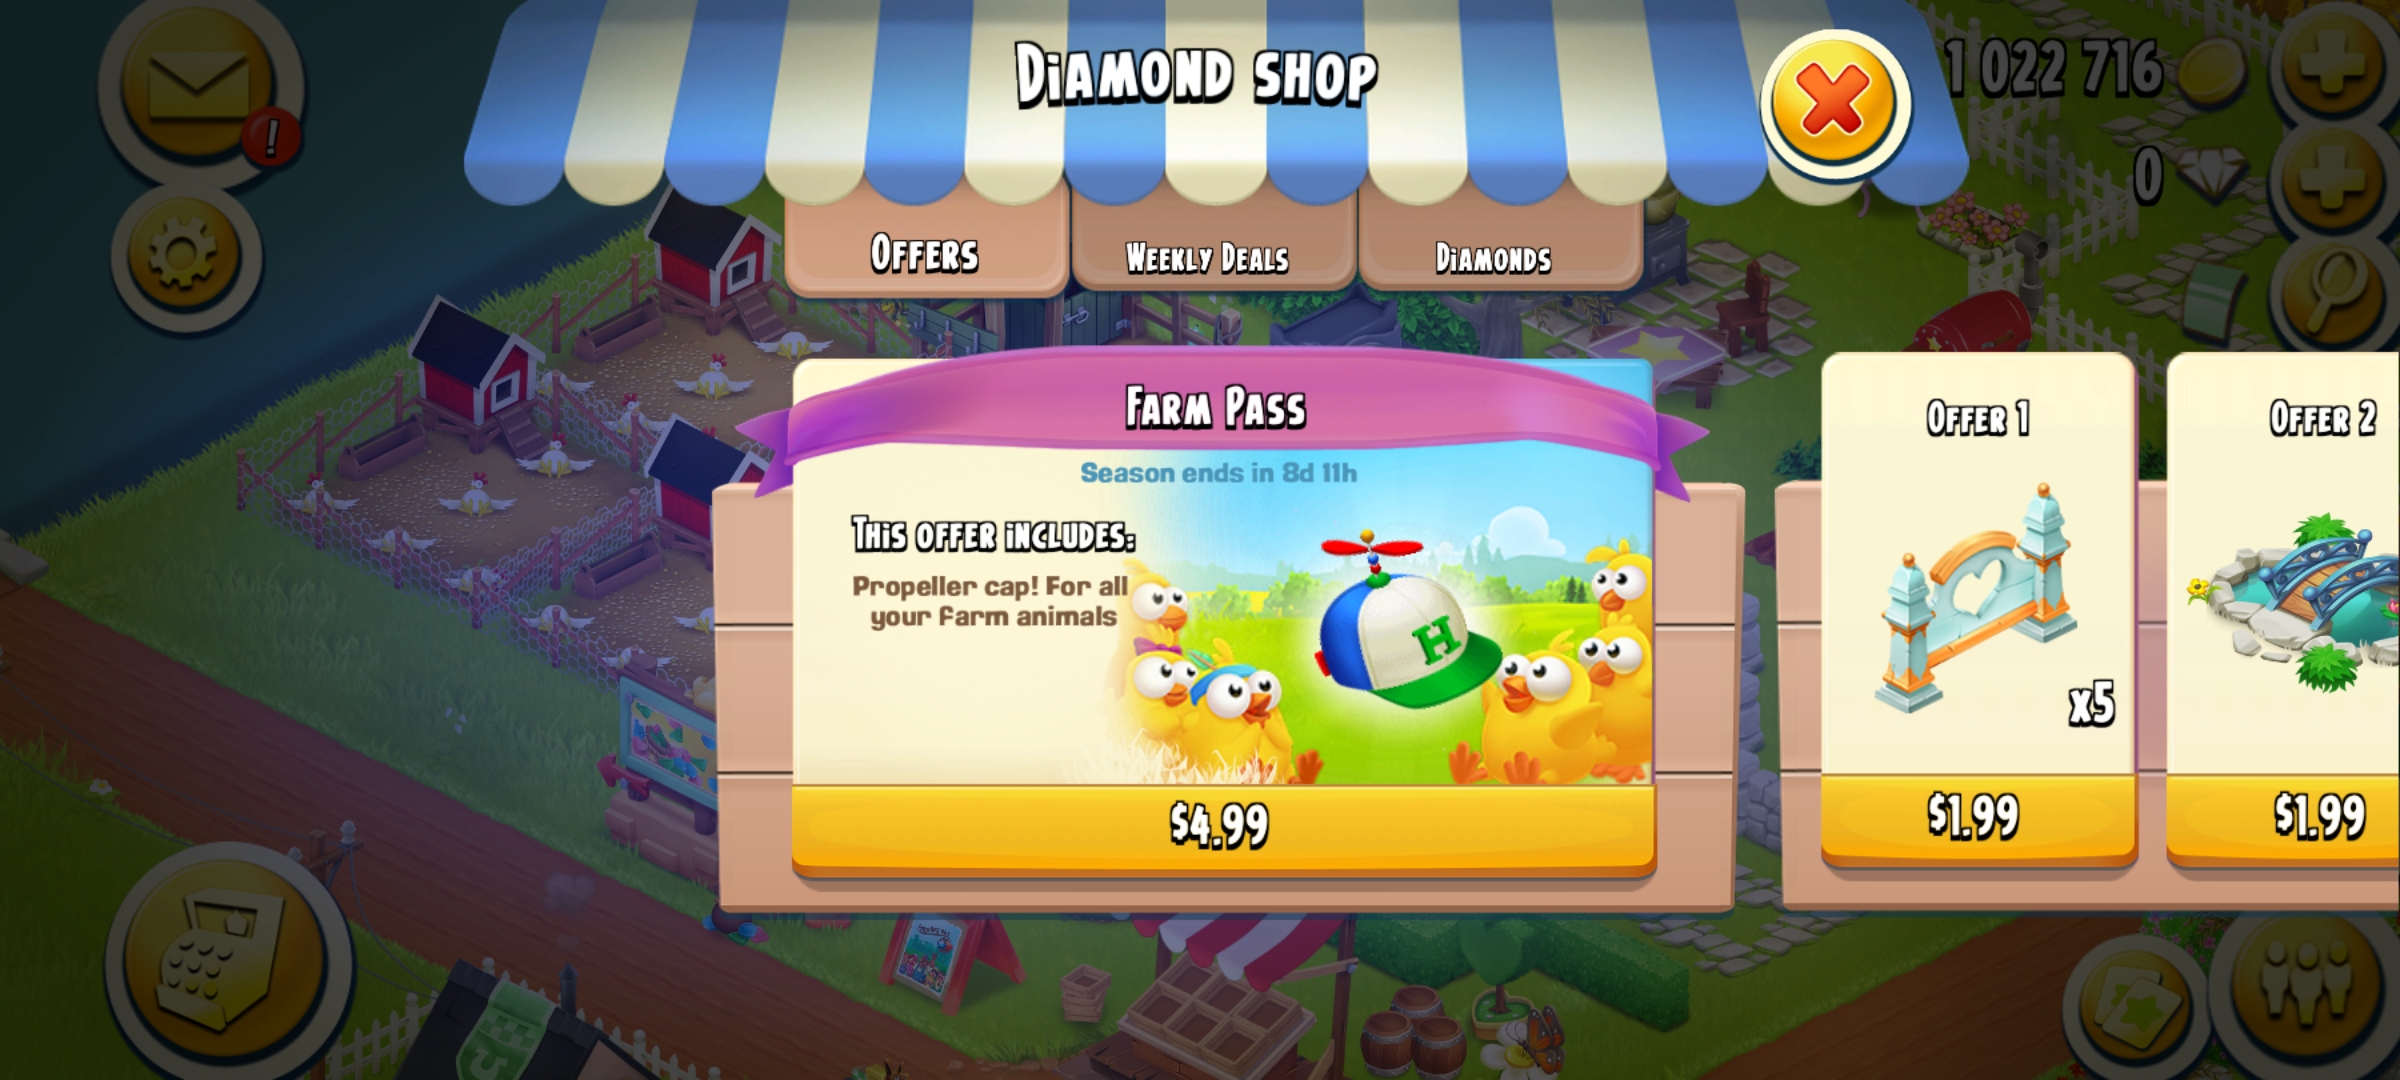 Diamond shop
1 022 716
0
Offers
Weekly Deals
Diamonds
Farm Pass
Season ends in 8d 11h
This offer includes:
Propeller cap! For all
your farm animals
H
$4.99
Offer 1
x5
$1.99
Offer 2
$1.99